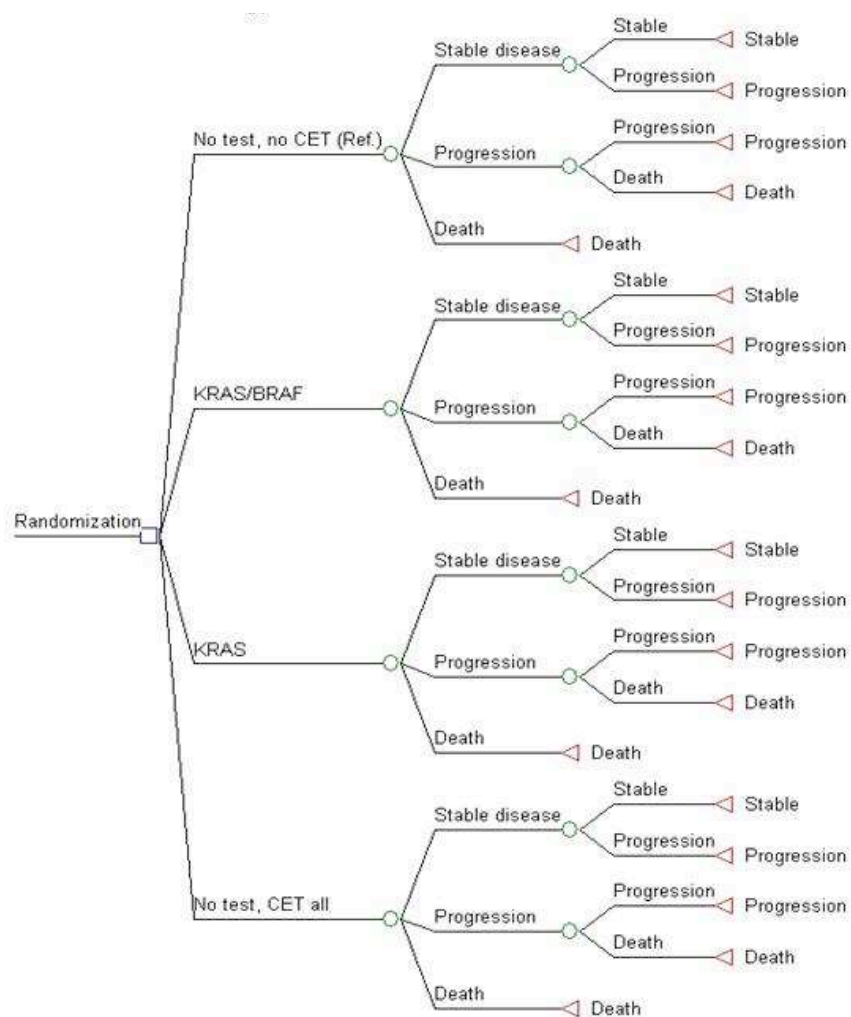 Stable
Stable disease
Stable
Progression
Progression
No test, no CET (Ref.)
Progression
Progression
Progression
Death
Death
Death
Death
Stable
Stable disease
Stable
Progression
Progression
KRAS/BRAF
Progression
Progression
Progression
Death
Death
Death
Death
Randomization
Stable
Stable disease
Stable
Progression
Progression
KRAS
Progression
Progression
Progression
Death
Death
Death
Death
Stable
Stable disease
Stable
Progression
Progression
No test, CET all
Progression
Progression
Progression
Death
Death
Death
Death